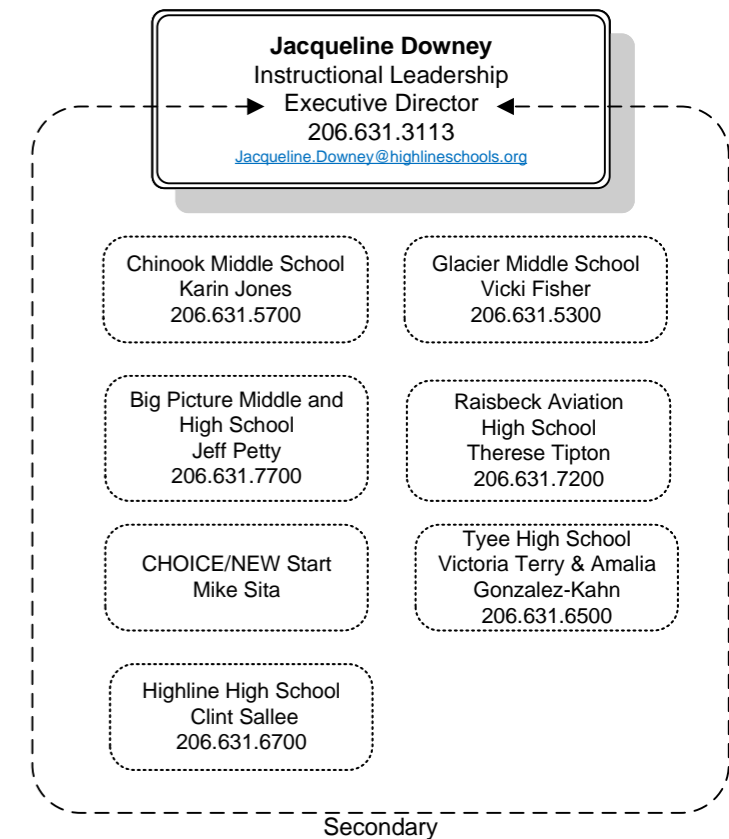 Jacqueline Downey
Instructional Leadership
Executive Director
206.631.3113
Jacqueline.Downey@highlineschools.org
Chinook Middle School
Karin Jones
206.631.5700
Glacier Middle School
Vicki Fisher
206.631.5300
Big Picture Middle and
High School
Jeff Petty
206.631.7700
Raisbeck Aviation
High School
Therese Tipton
206.631.7200
CHOICE/NEW Start
Mike Sita
Tyee High School
Victoria Terry & Amalia
Gonzalez-Kahn
206.631.6500
Highline High School
Clint Sallee
206.631.6700
Secondary